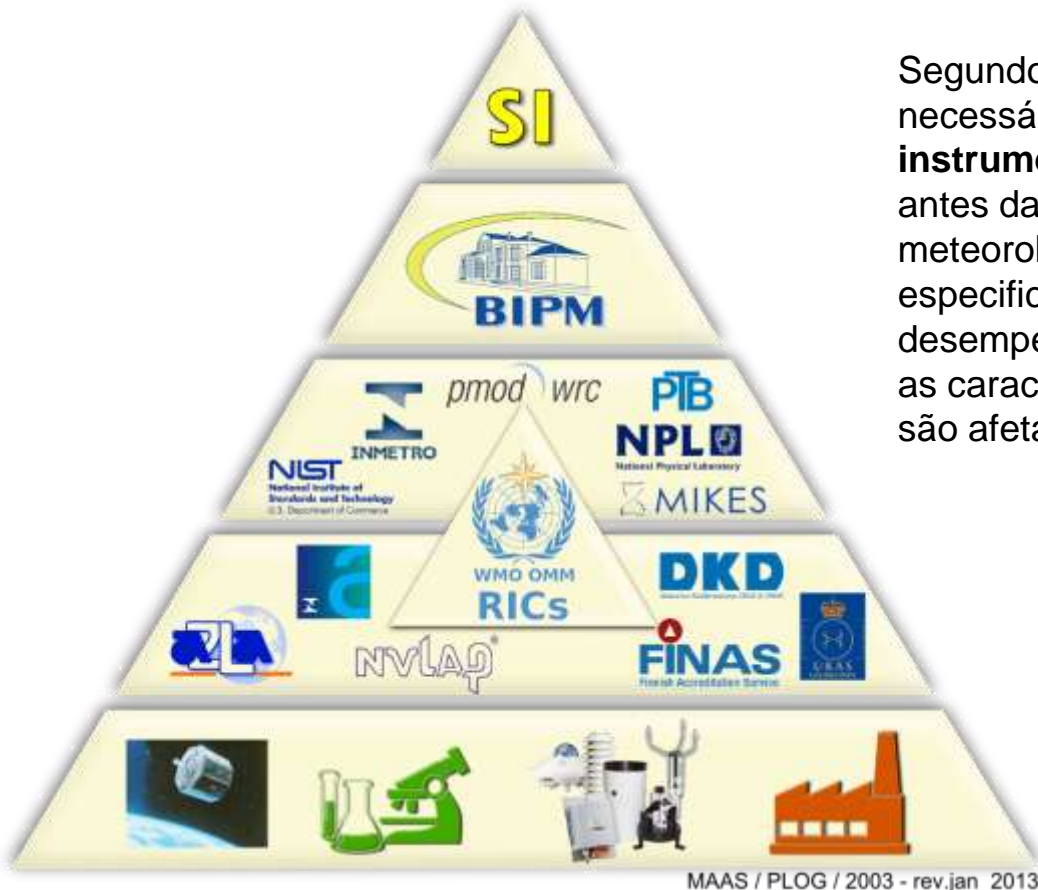 SI
BIPM
pmod wrc
PTB
INMETRO
NPL
National Physical Laboratory
NIST
National Institute of
Standards and Technology
U.S. Department of Commerce
MIKES
WMO OMM
RICs
DKD
A2LA
NVLAP
FINAS
Finnish Accreditation Service
UKAS
Segundo
necessá
instrume
antes da
meteorol
especific
desempe
as carac
são afeta
MAAS / PLOG / 2003 - rev.jan 2013